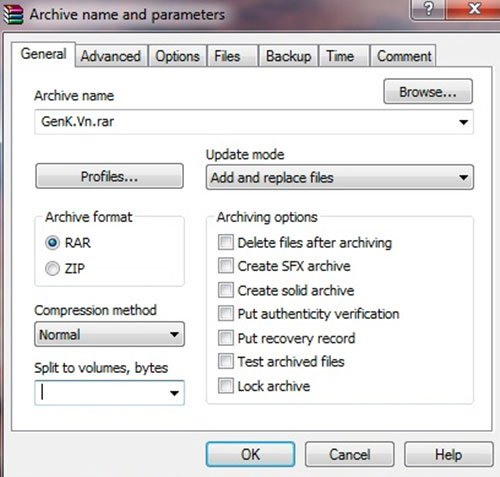 Archive name and parameters
General Advanced Options Files Backup Time Comment
Archive name
Browse...
GenK.Vn.rar
Update mode
Profiles...
Add and replace files
Archive format
Archiving options
RAR
Delete files after archiving
ZIP
Create SFX archive
Create solid archive
Compression method
Put authenticity verification
Normal
Put recovery record
Split to volumes, bytes
Test archived files
Lock archive
OK Cancel Help